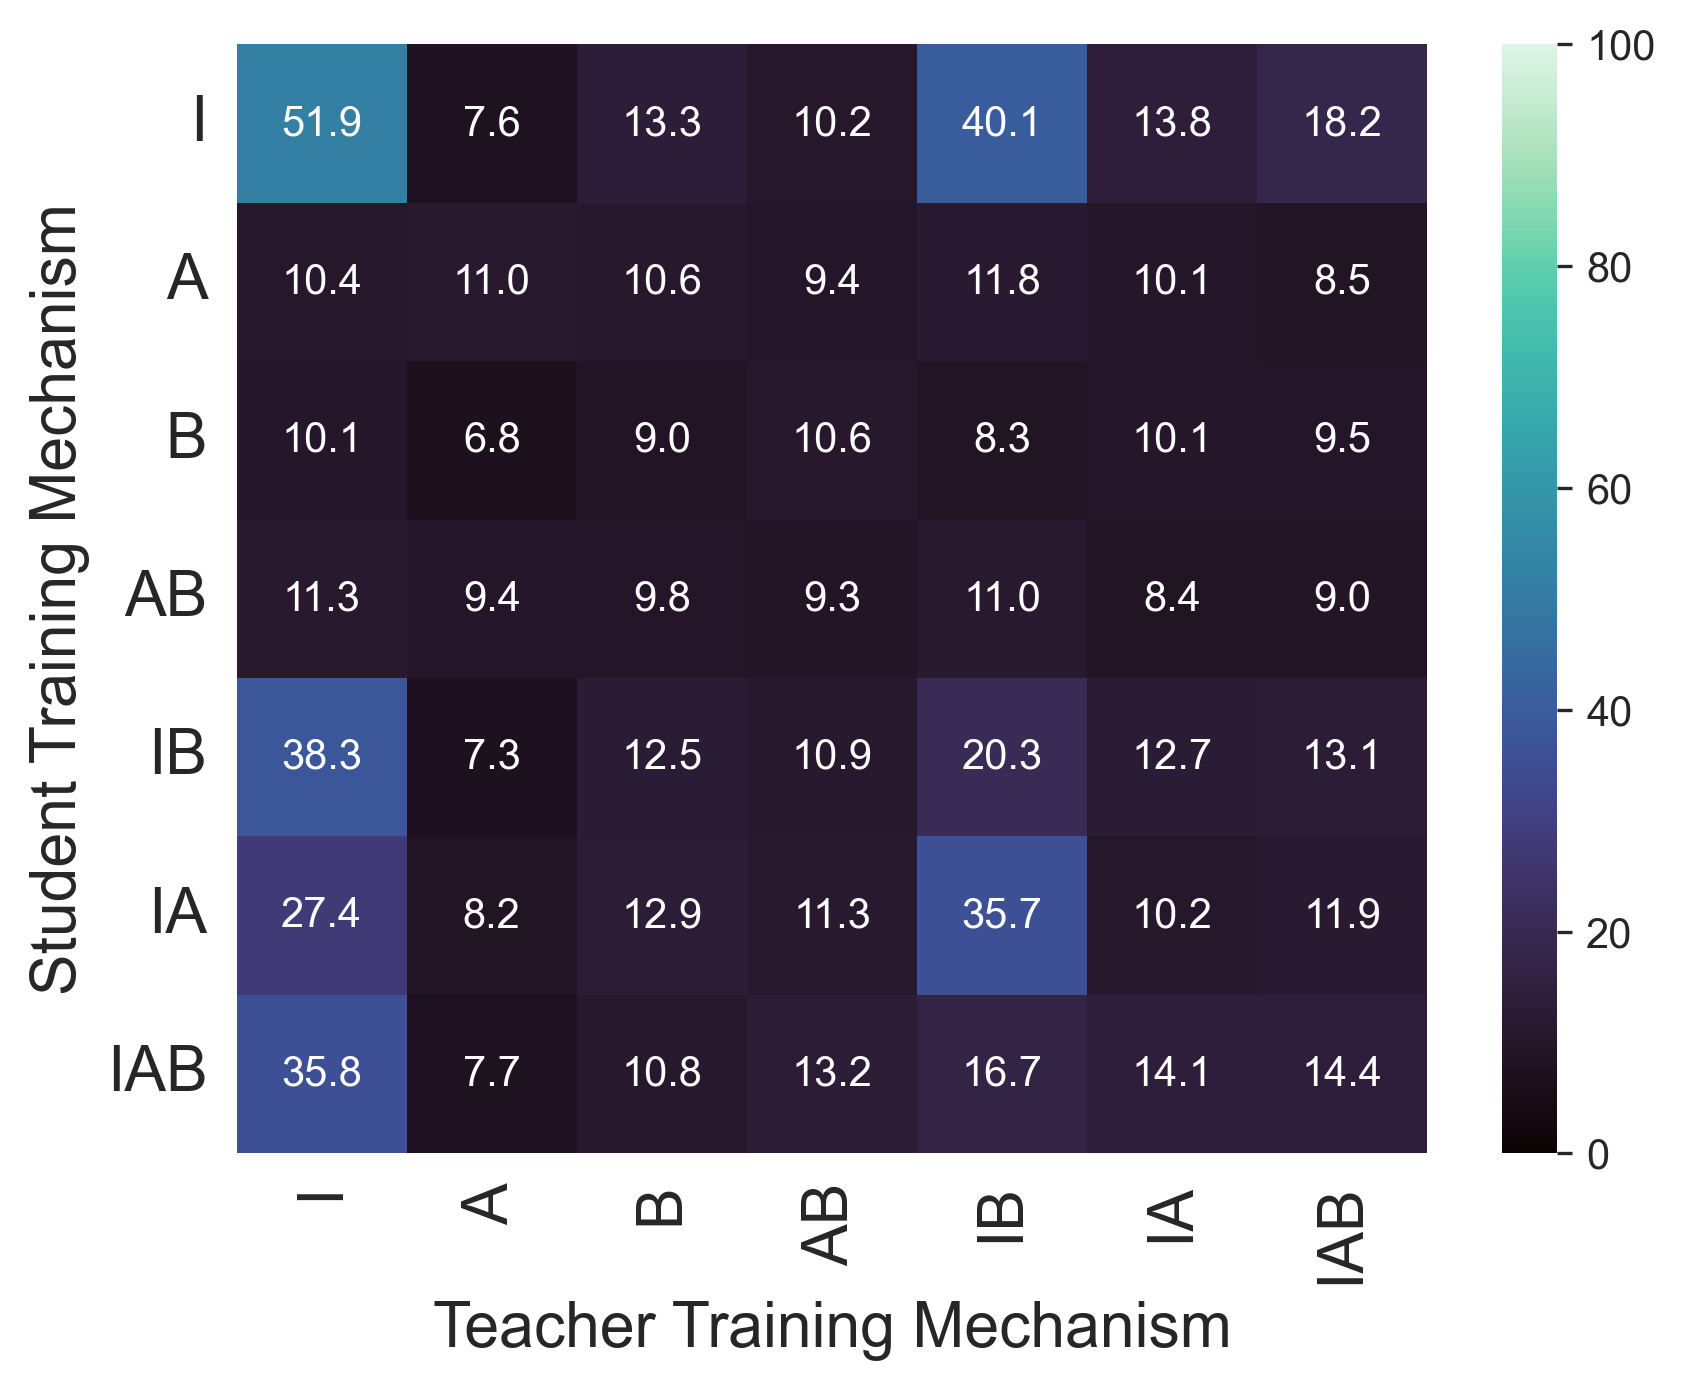 Student Training Mechanism
I 51.9 7.6 13.3 10.2 40.1 13.8 18.2
A 10.4 11.0 10.6 9.4 11.8 10.1 8.5
B 10.1 6.8 9.0 10.6 8.3 10.1 9.5
AB 11.3 9.4 9.8 9.3 11.0 8.4 9.0
IB 38.3 7.3 12.5 10.9 20.3 12.7 13.1
IA 27.4 8.2 12.9 11.3 35.7 10.2 11.9
IAB 35.8 7.7 10.8 13.2 16.7 14.1 14.4
I A B AB IB IA IAB
Teacher Training Mechanism
100
80
60
40
20
0